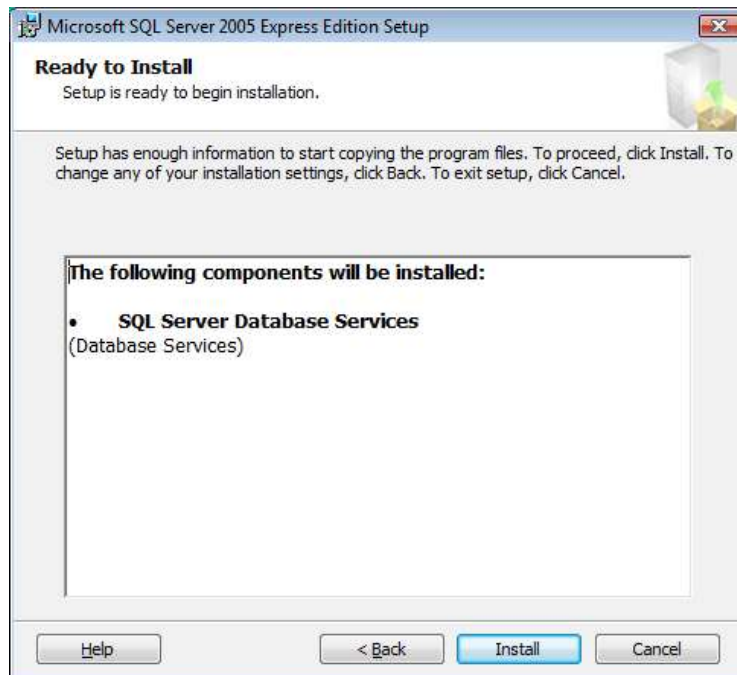 Microsoft SQL Server 2005 Express Edition Setup
Ready to Install
Setup is ready to begin installation.
Setup has enough information to start copying the program files. To proceed, click Install. To
change any of your installation settings, click Back. To exit setup, click Cancel.
The following components will be installed:
• SQL Server Database Services
(Database Services)
Help
< Back
Install
Cancel